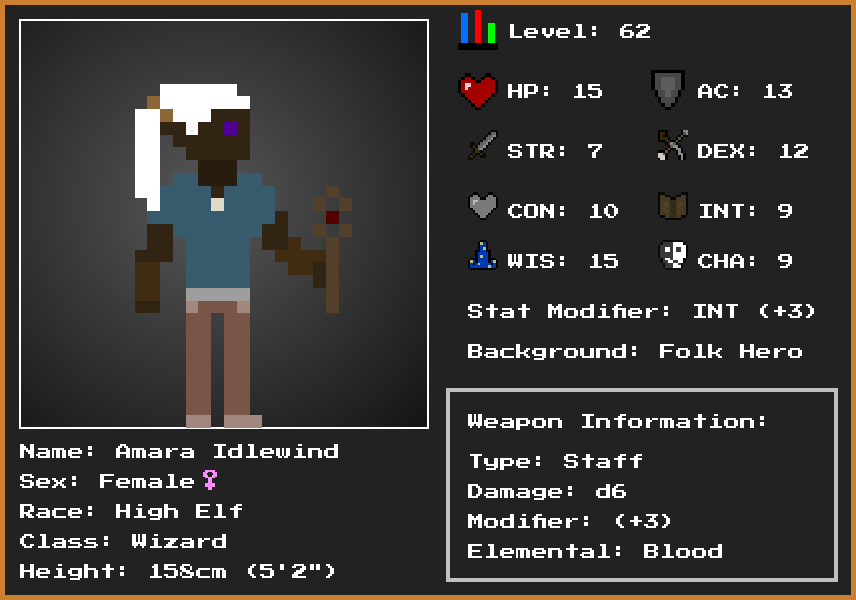 Level: 62
HP: 15 AC: 13
STR: 7 DEX: 12
CON: 10 INT: 9
WIS: 15 CHA: 9
Stat Modifier: INT (+3)
Background: Folk Hero
Weapon Information:
Type: Staff
Damage: d6
Modifier: (+3)
Elemental: Blood
Name: Amara Idlewind
Sex: Female♀
Race: High Elf
Class: Wizard
Height: 158cm (5'2")